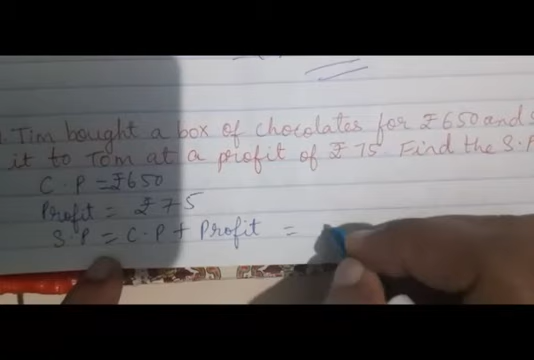 . Tim bought a box of chocolates for ₹650 and
it to Tom at a profit of ₹75. Find the S.P
C.P = ₹650
Profit = ₹75
S.P = C.P + Profit =